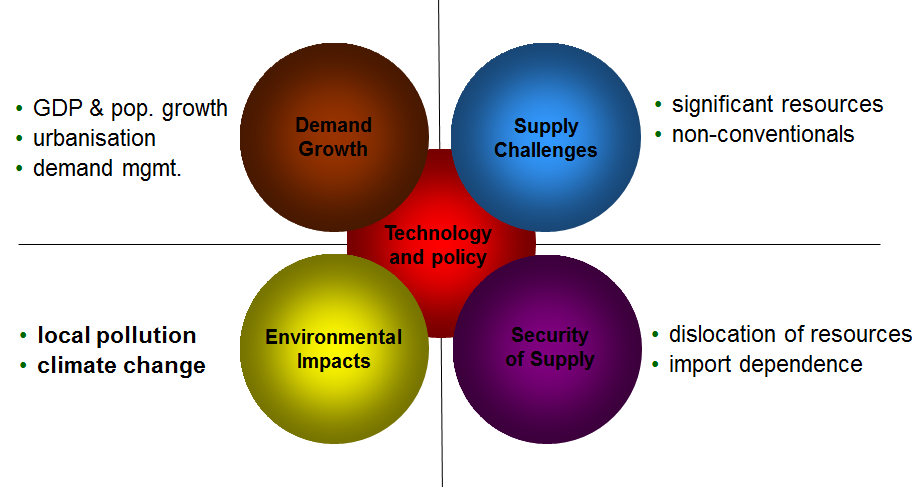 • GDP & pop. growth
• urbanisation
• demand mgmt.
Demand
Growth
Supply
Challenges
• significant resources
• non-conventionals
Technology
and policy
• local pollution
• climate change
Environmental
Impacts
Security
of Supply
• dislocation of resources
• import dependence